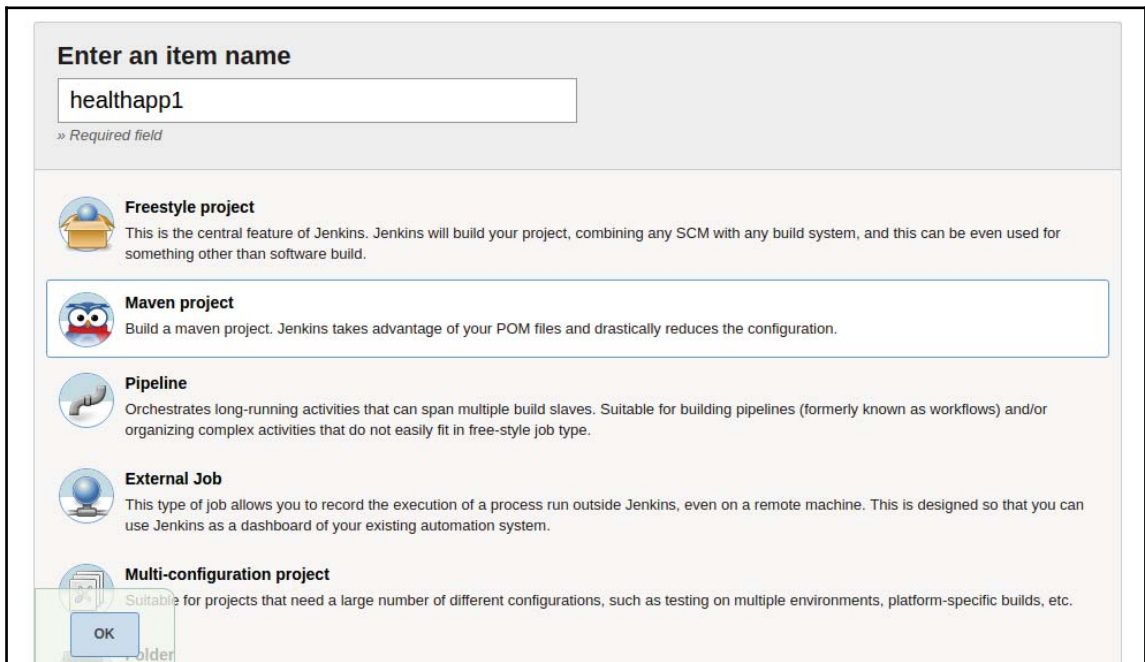 Enter an item name
healthapp1
» Required field
Freestyle project
This is the central feature of Jenkins. Jenkins will build your project, combining any SCM with any build system, and this can be even used for
something other than software build.
Maven project
Build a maven project. Jenkins takes advantage of your POM files and drastically reduces the configuration.
Pipeline
Orchestrates long-running activities that can span multiple build slaves. Suitable for building pipelines (formerly known as workflows) and/or
organizing complex activities that do not easily fit in free-style job type.
External Job
This type of job allows you to record the execution of a process run outside Jenkins, even on a remote machine. This is designed so that you can
use Jenkins as a dashboard of your existing automation system.
Multi-configuration project
Suitable for projects that need a large number of different configurations, such as testing on multiple environments, platform-specific builds, etc.
OK
Folder